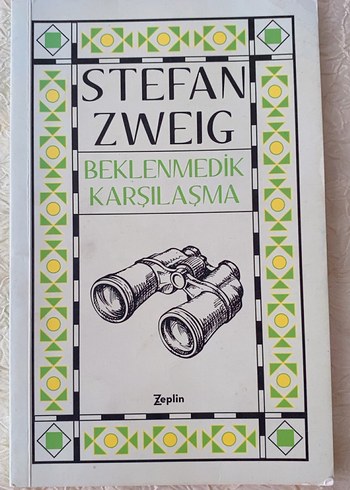 STEFAN
ZWEIG
BEKLENMEDİK
KARŞILAŞMA
Zeplin